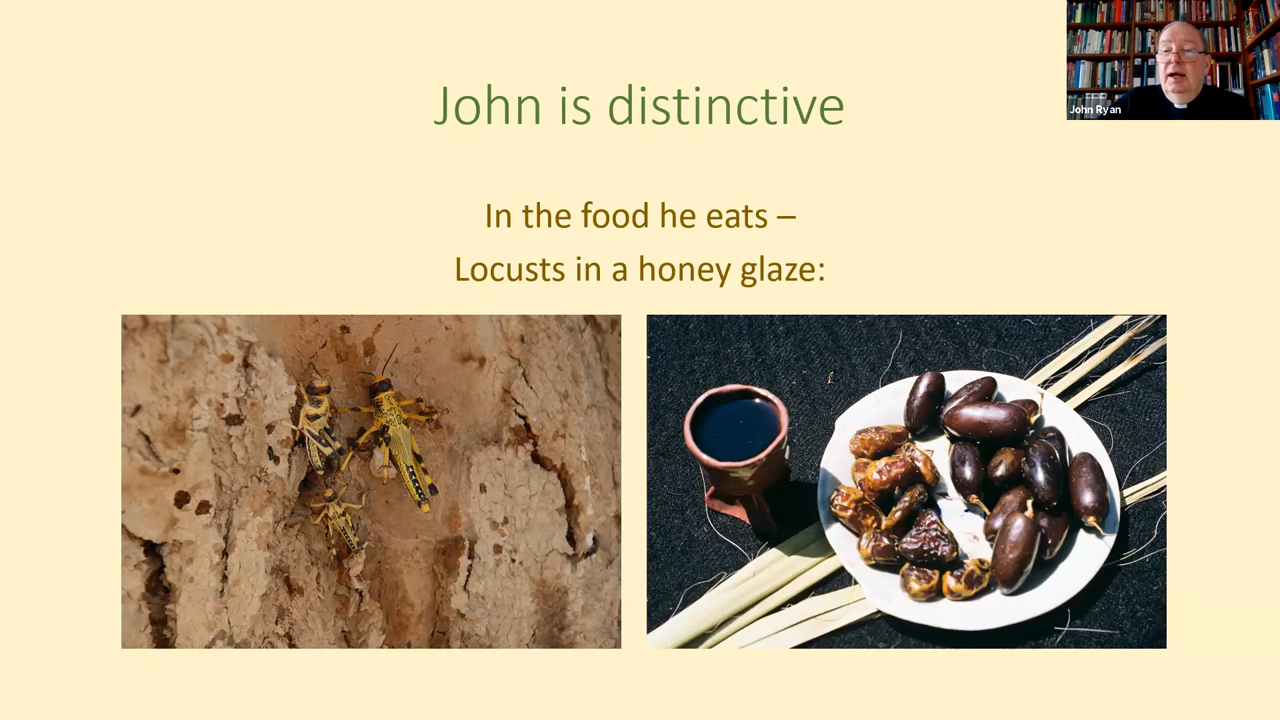 John is distinctive
In the food he eats –
Locusts in a honey glaze:
John Ryan